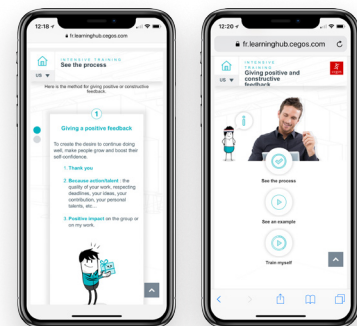 12:18
fr.learninghub.cegos.com
INTENSIVE TRAINING
See the process
US
Here is the method for giving positive or constructive
feedback.
1
Giving a positive feedback
To create the desire to continue doing
well, make people grow and boost their
self-confidence.
1 Thank you
2 Because action/talent - the
quality of your work, respecting
deadlines, your ideas, your
contribution, your personal
talents, etc...
3 Positive impact on the group or
on my work.
12:20
fr.learninghub.cegos.com
INTENSIVE
TRAINING
Giving positive and
constructive
feedback
US
cegos
See the process
See an example
Train myself